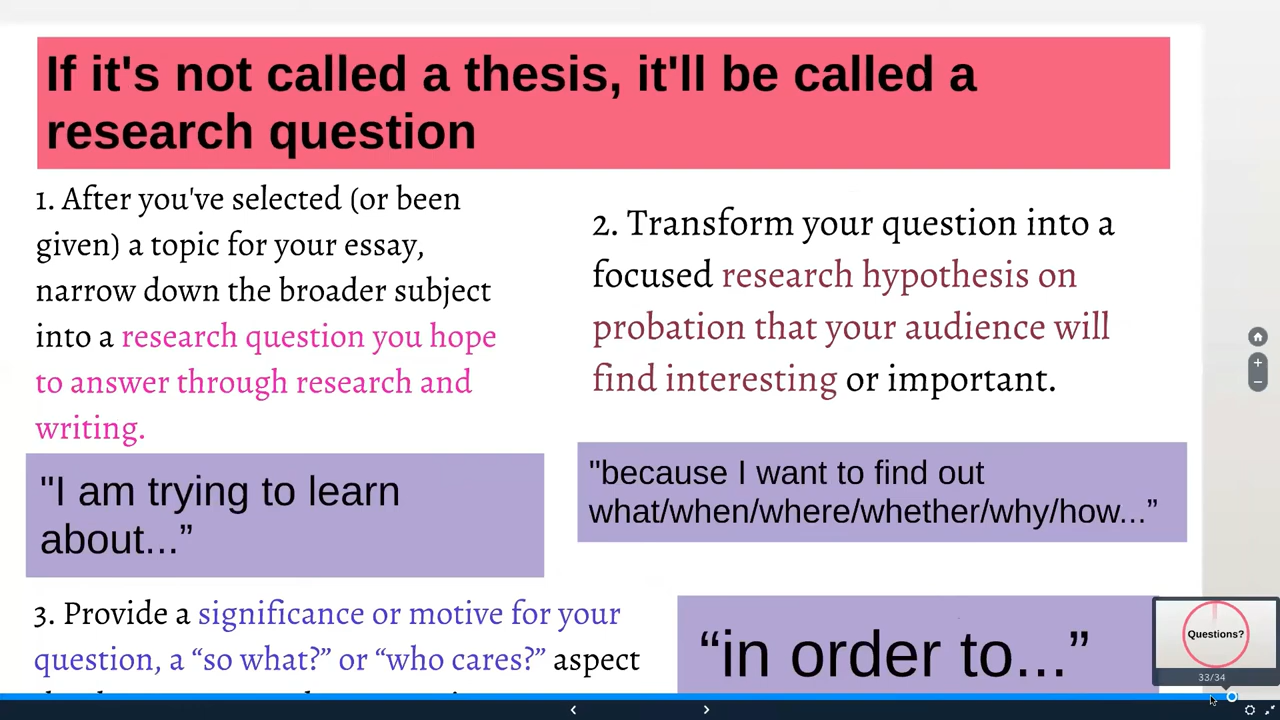 If it's not called a thesis, it'll be called a
research question
1. After you've selected (or been
given) a topic for your essay,
narrow down the broader subject
into a research question you hope
to answer through research and
writing.
"I am trying to learn
about...”
2. Transform your question into a
focused research hypothesis on
probation that your audience will
find interesting or important.
"because I want to find out
what/when/where/whether/why/how...”
3. Provide a significance or motive for your
question, a “so what?” or “who cares?” aspect
“in order to...”
Questions?
33/34